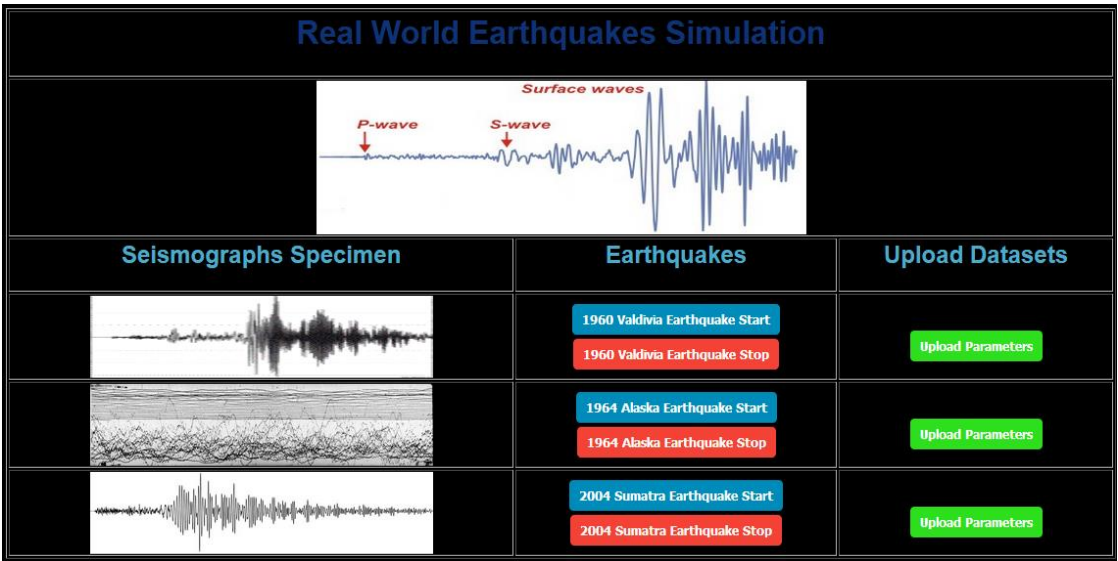 Real World Earthquakes Simulation
Surface waves
P-wave
S-wave
Seismographs Specimen
Earthquakes
Upload Datasets
1960 Valdivia Earthquake Start
1960 Valdivia Earthquake Stop
Upload Parameters
1964 Alaska Earthquake Start
1964 Alaska Earthquake Stop
Upload Parameters
2004 Sumatra Earthquake Start
2004 Sumatra Earthquake Stop
Upload Parameters